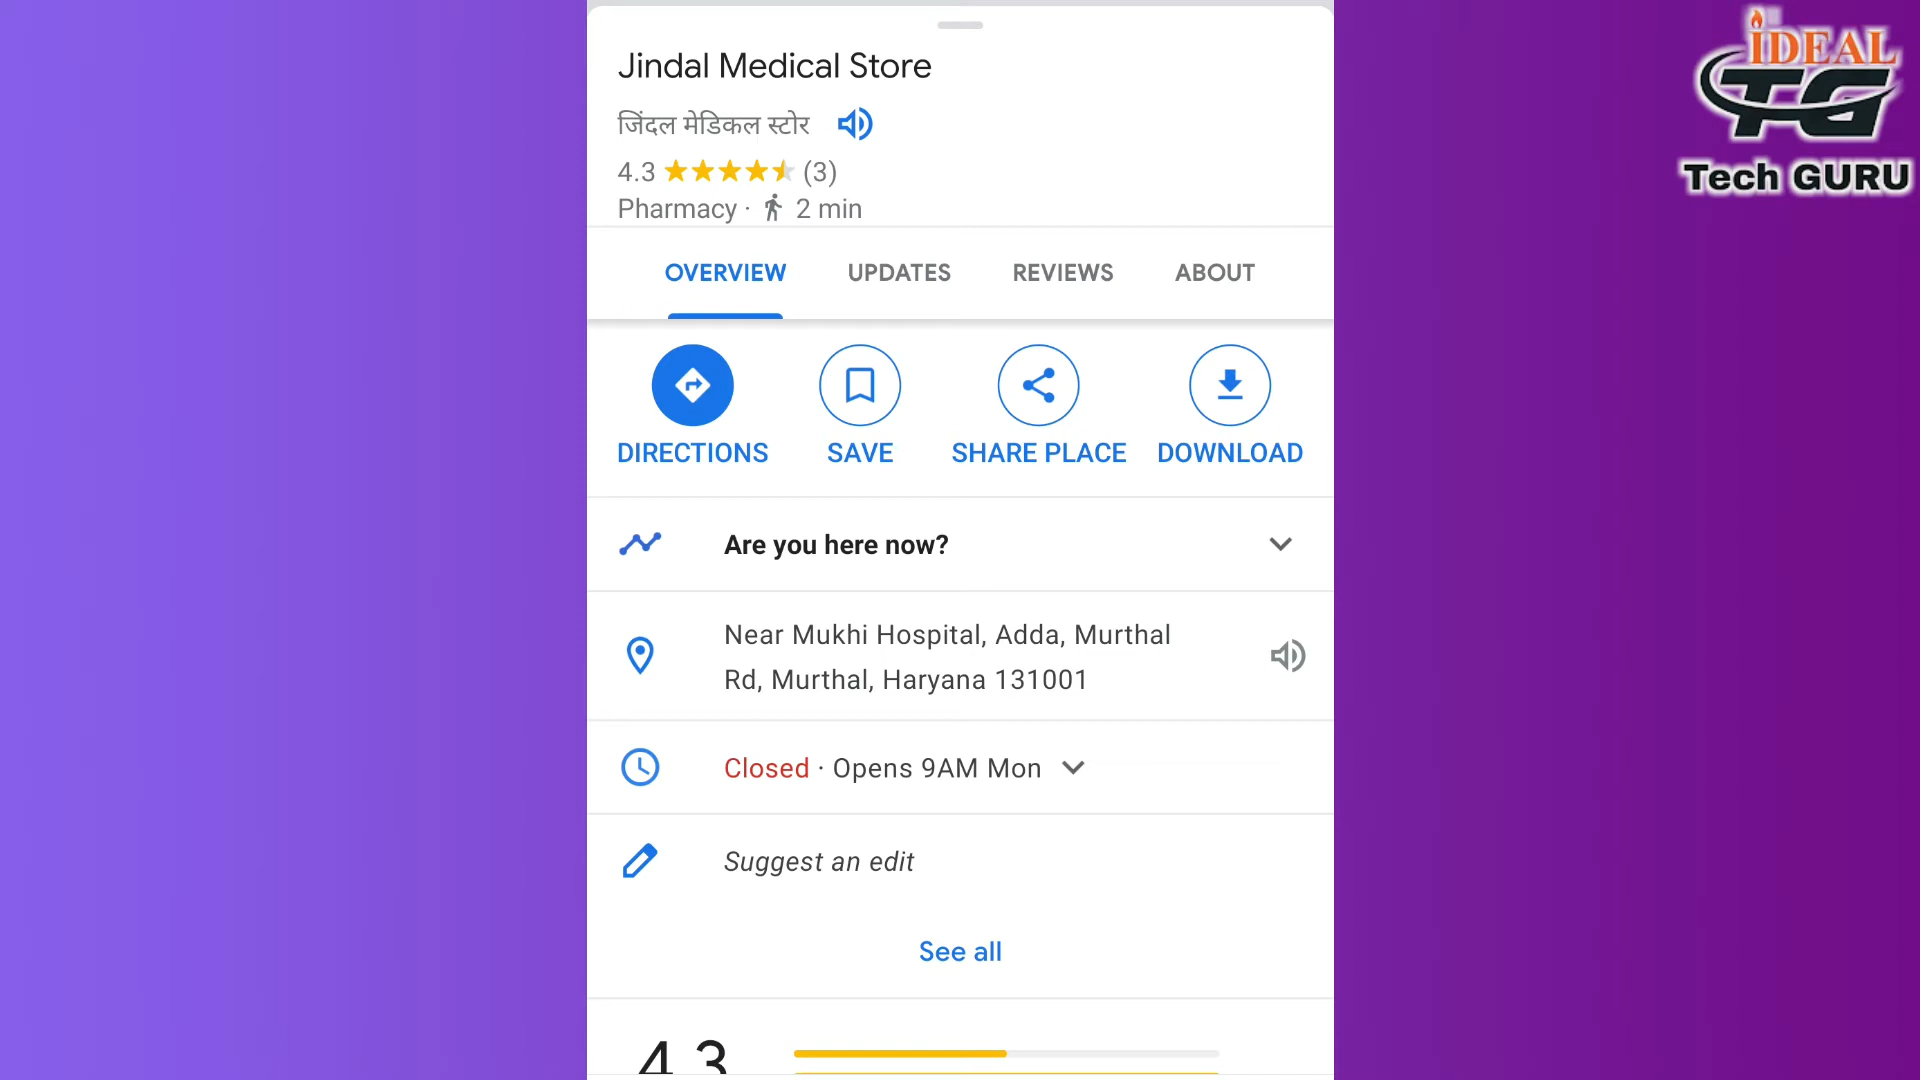 Jindal Medical Store
जिंदल मेडिकल स्टोर
4.3 (3)
Pharmacy · 2 min
OVERVIEW UPDATES REVIEWS ABOUT
DIRECTIONS SAVE SHARE PLACE DOWNLOAD
Are you here now?
Near Mukhi Hospital, Adda, Murthal
Rd, Murthal, Haryana 131001
Closed · Opens 9AM Mon
Suggest an edit
See all
4.3
IDEAL
TG
Tech GURU